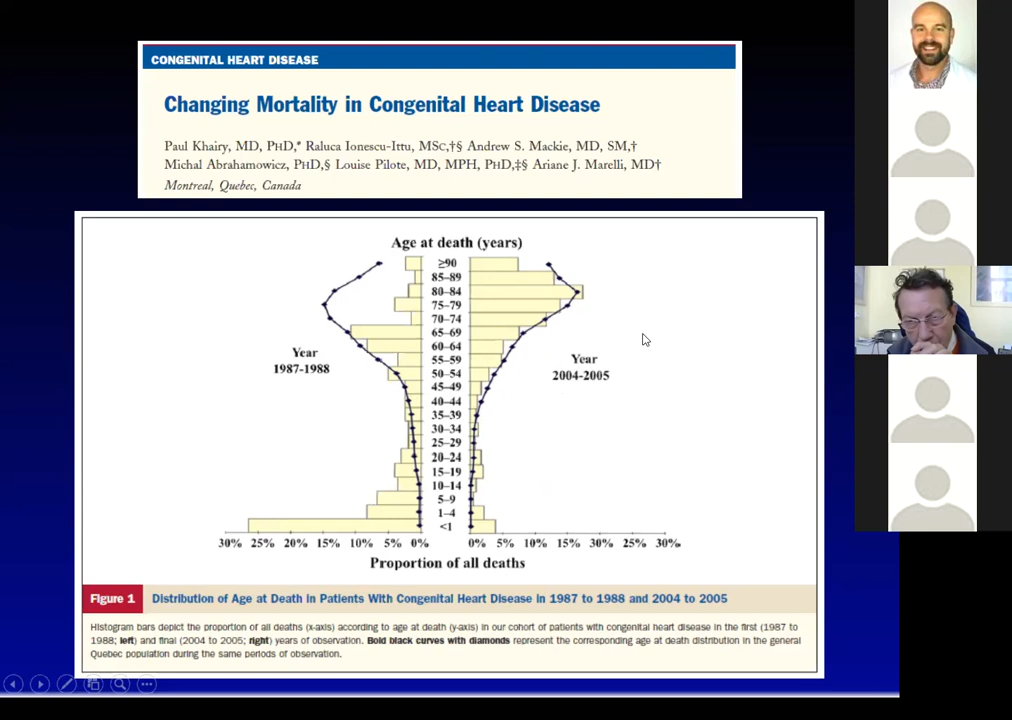 CONGENITAL HEART DISEASE
Changing Mortality in Congenital Heart Disease
Paul Khairy, MD, PHD,* Raluca Ionescu-Ittu, MSC,†§ Andrew S. Mackie, MD, SM,†
Michal Abrahamowicz, PHD,§ Louise Pilote, MD, MPH, PHD,‡§ Ariane J. Marelli, MD†
Montreal, Quebec, Canada
Age at death (years)
≥90
85–89
80–84
75–79
70–74
65–69
60–64
55–59
50–54
45–49
40–44
35–39
30–34
25–29
20–24
15–19
10–14
5–9
1–4
<1
Year
1987-1988
Year
2004-2005
30% 25% 20% 15% 10% 5% 0% 0% 5% 10% 15% 30% 25% 30%
Proportion of all deaths
Figure 1 Distribution of Age at Death in Patients With Congenital Heart Disease in 1987 to 1988 and 2004 to 2005
Histogram bars depict the proportion of all deaths (x-axis) according to age at death (y-axis) in our cohort of patients with congenital heart disease in the first (1987 to
1988; left) and final (2004 to 2005; right) years of observation. Bold black curves with diamonds represent the corresponding age at death distribution in the general
Quebec population during the same periods of observation.